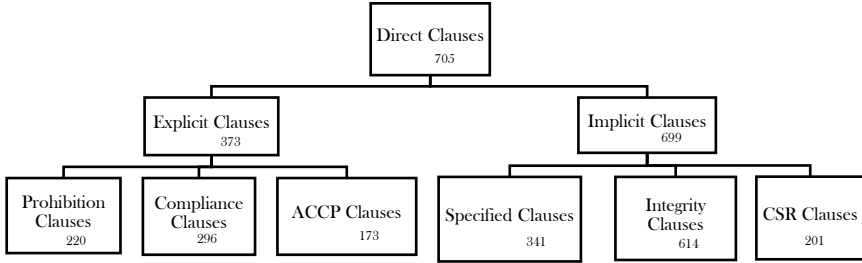 Direct Clauses
705
Explicit Clauses
373
Implicit Clauses
699
Prohibition
Clauses
220
Compliance
Clauses
296
ACCP Clauses
173
Specified Clauses
341
Integrity
Clauses
614
CSR Clauses
201